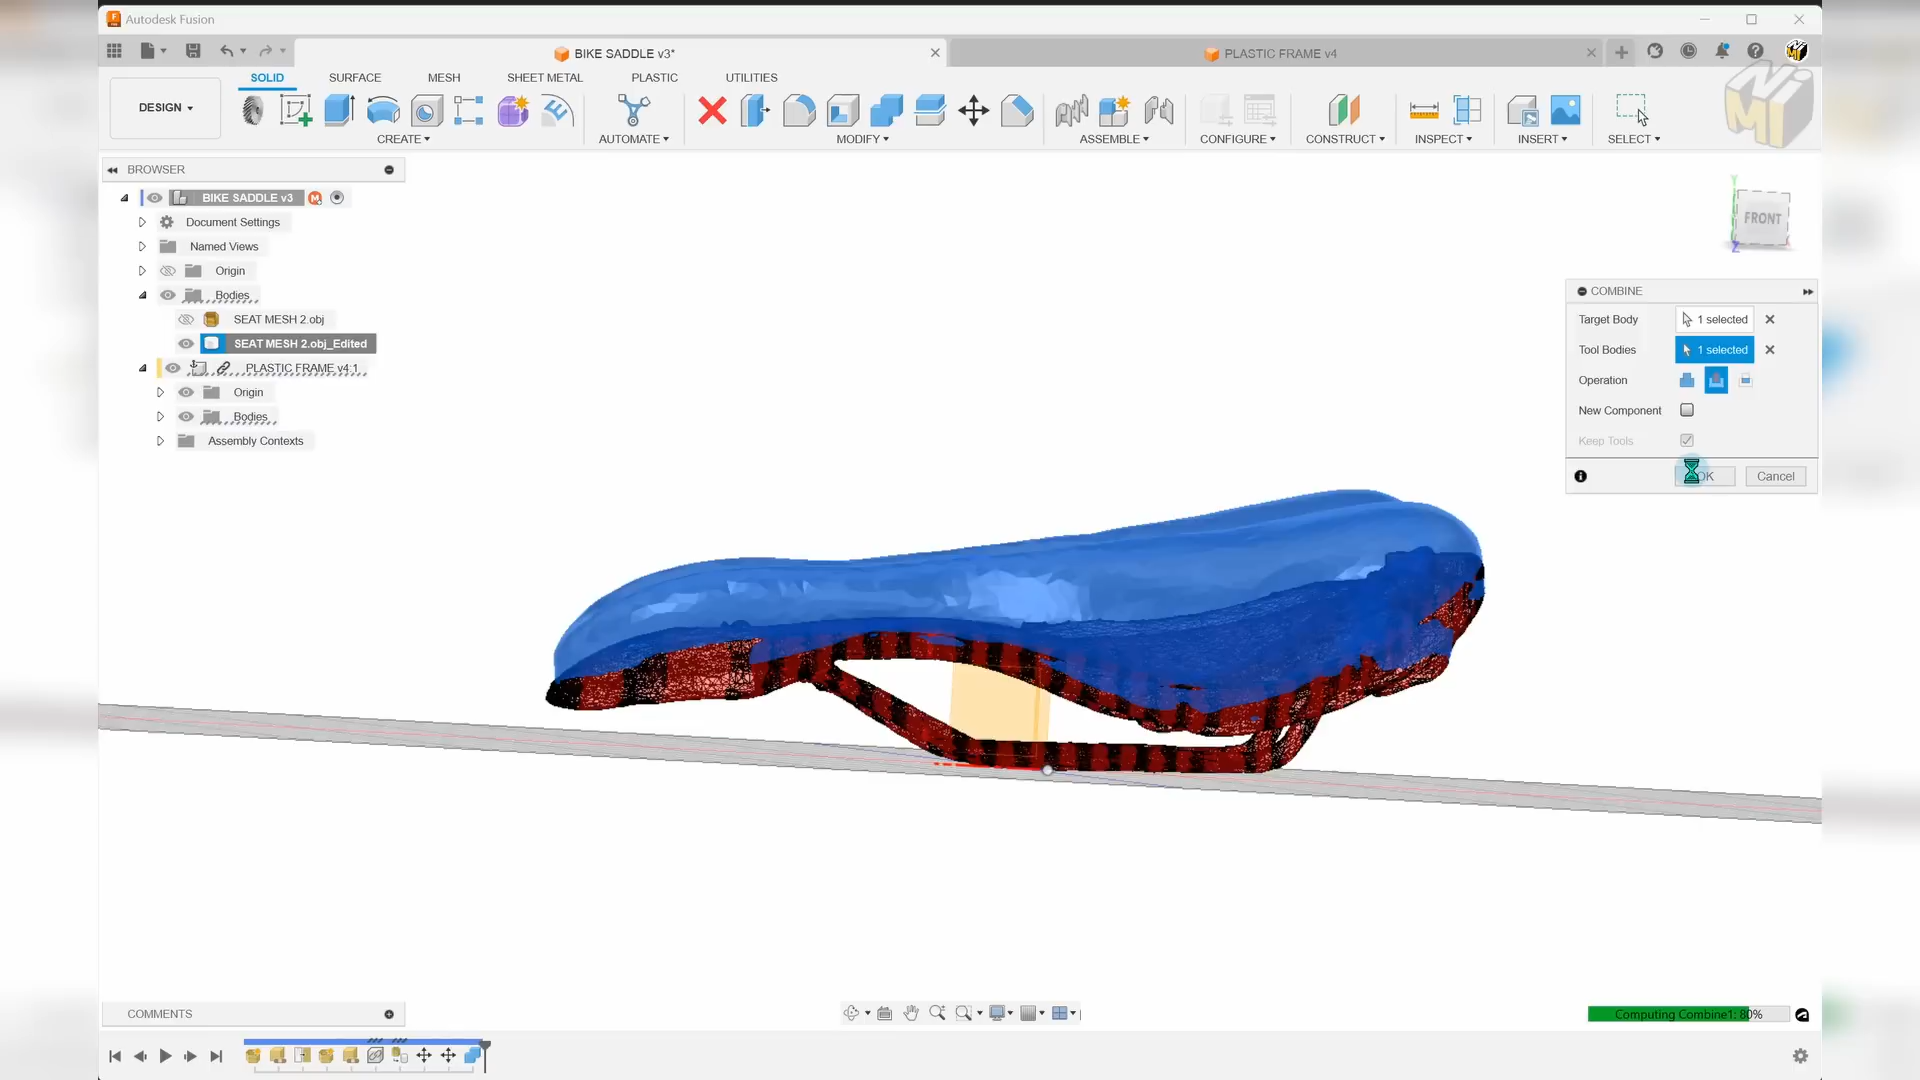 Autodesk Fusion
BIKE SADDLE v3*
PLASTIC FRAME v4
SOLID SURFACE MESH SHEET METAL PLASTIC UTILITIES
DESIGN
CREATE AUTOMATE MODIFY ASSEMBLE CONFIGURE CONSTRUCT INSPECT INSERT SELECT
BROWSER
BIKE SADDLE v3
Document Settings
Named Views
Origin
Bodies
SEAT MESH 2.obj
SEAT MESH 2.obj_Edited
PLASTIC FRAME v4:1
Origin
Bodies
Assembly Contexts
FRONT
Y
Z
COMBINE
Target Body 1 selected
Tool Bodies 1 selected
Operation
New Component
Keep Tools
OK Cancel
COMMENTS
Computing Combine1: 80%